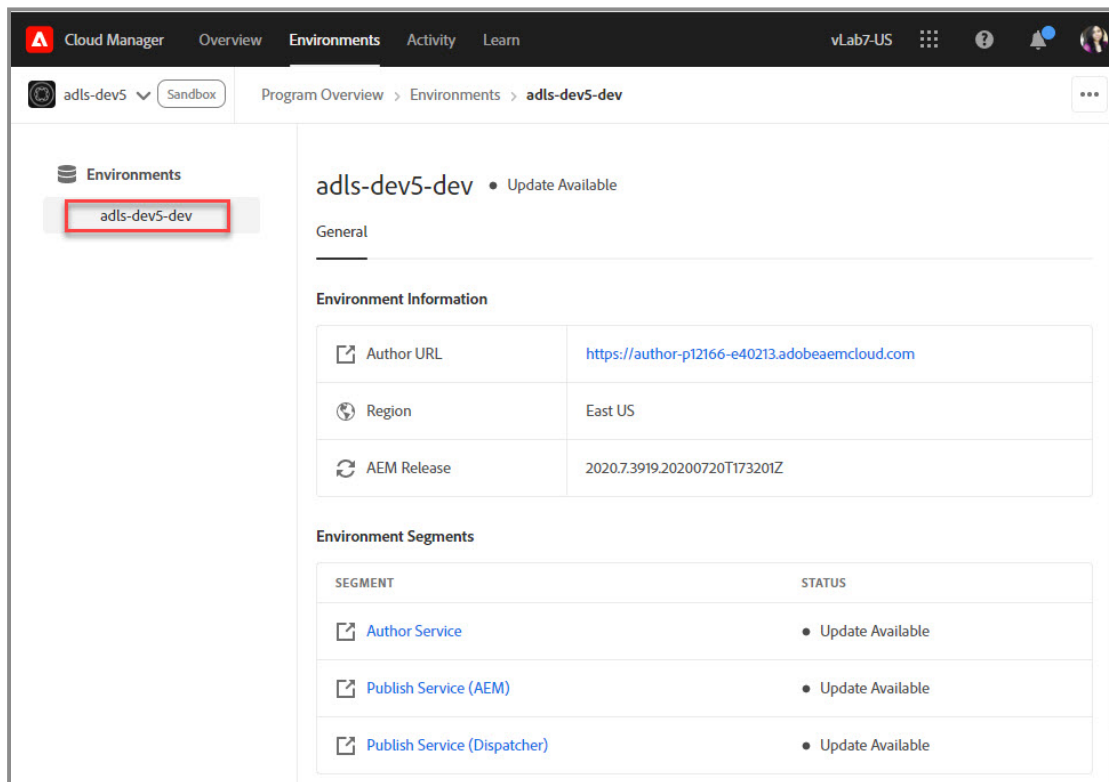 Cloud Manager Overview Environments Activity Learn vLab7-US
adls-dev5 Sandbox Program Overview > Environments > adls-dev5-dev
Environments
adls-dev5-dev
adls-dev5-dev • Update Available
General
Environment Information
Author URL https://author-p12166-e40213.adobeaemcloud.com
Region East US
AEM Release 2020.7.3919.20200720T173201Z
Environment Segments
SEGMENT STATUS
Author Service • Update Available
Publish Service (AEM) • Update Available
Publish Service (Dispatcher) • Update Available